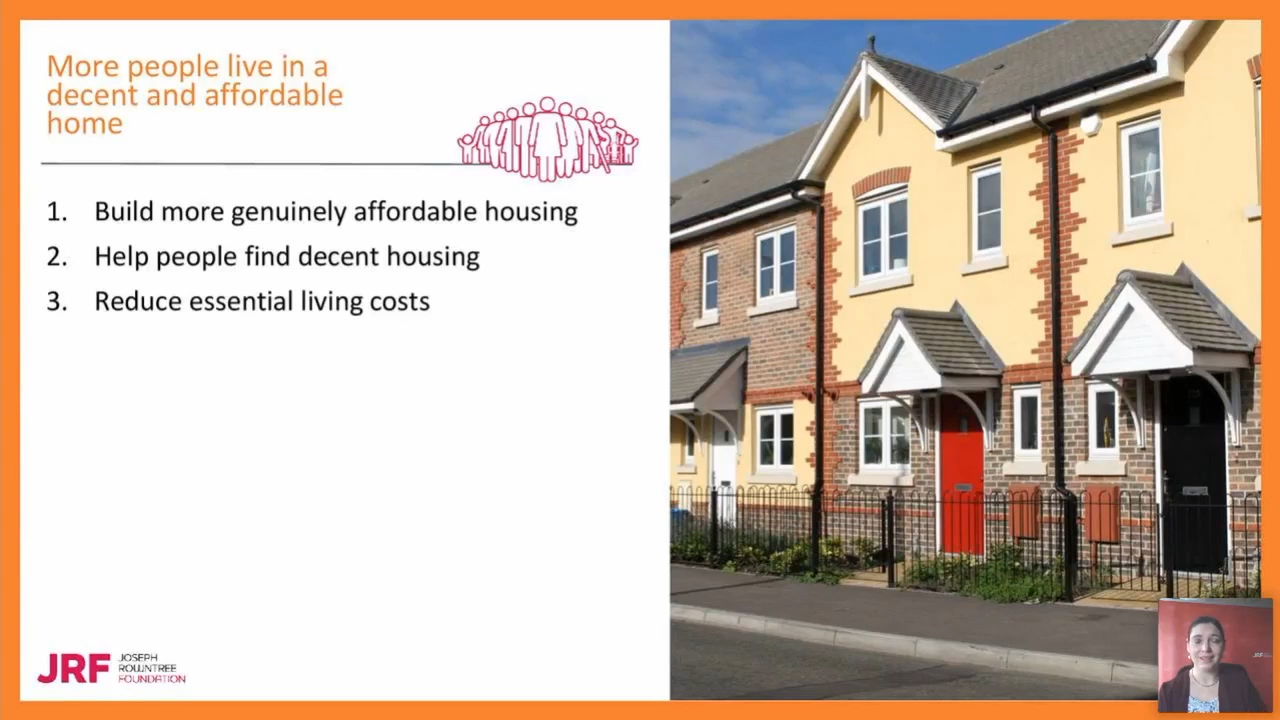 More people live in a
decent and affordable
home
1. Build more genuinely affordable housing
2. Help people find decent housing
3. Reduce essential living costs
JRF JOSEPH
ROWNTREE
FOUNDATION